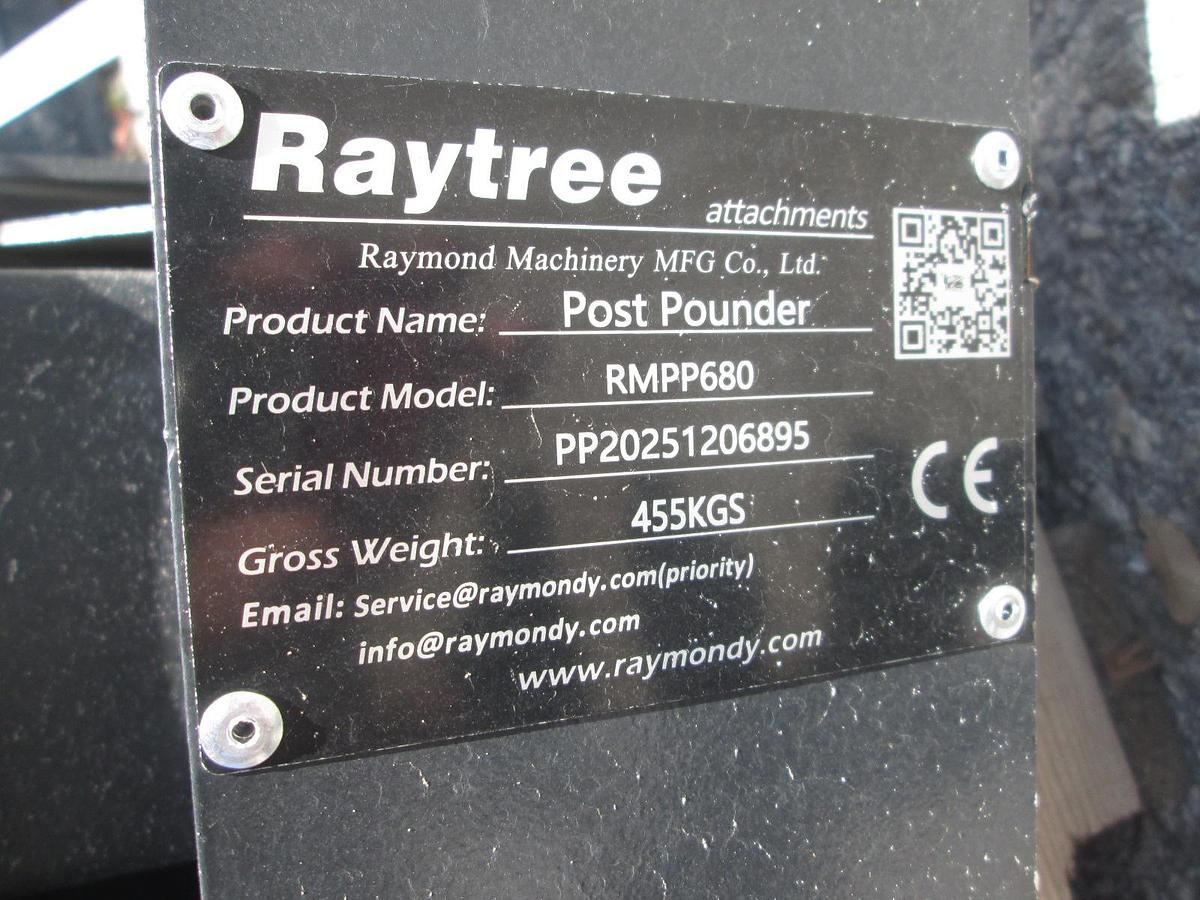 Raytree
attachments
Raymond Machinery MFG Co., Ltd.
Product Name: Post Pounder
Product Model: RMPP680
Serial Number: PP20251206895
Gross Weight: 455KGS
Email: Service@raymondy.com(priority)
info@raymondy.com
www.raymondy.com
CE